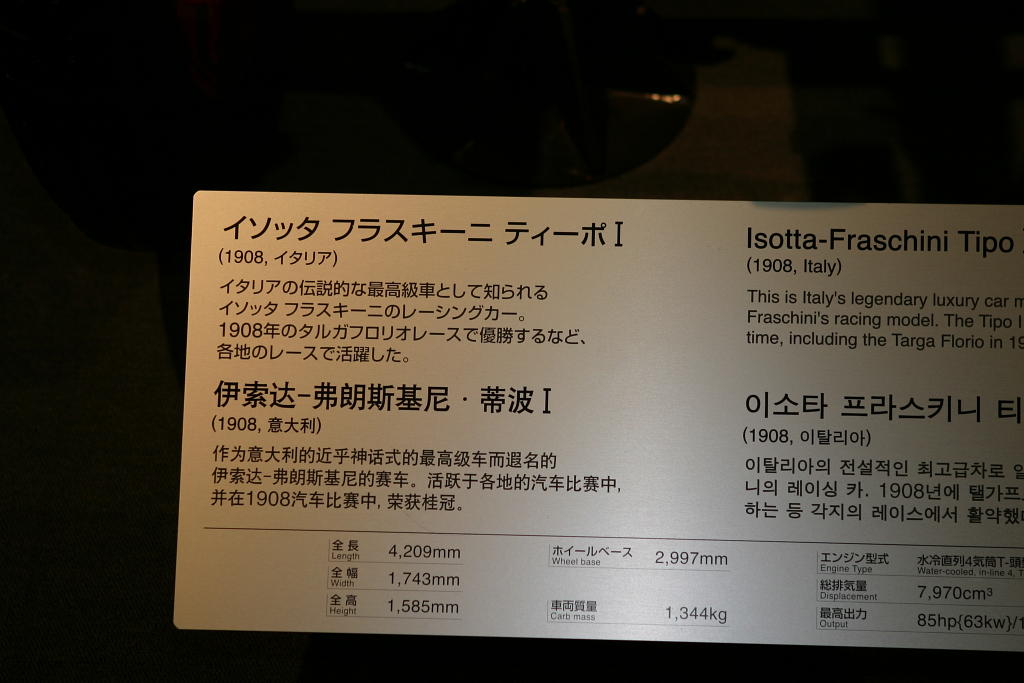 イソッタ フラスキーニ ティーポI
(1908, イタリア)
イタリアの伝説的な最高級車として知られる
イソッタ フラスキーニのレーシングカー。
1908年のタルガフロリオレースで優勝するなど、
各地のレースで活躍した。
Isotta-Fraschini Tipo
(1908, Italy)
This is Italy's legendary luxury car
Fraschini's racing model. The Tipo I
time, including the Targa Florio in
伊索达-弗朗斯基尼・蒂波I
(1908, 意大利)
作为意大利的近乎神话式的最高级车而遐名的
伊索达-弗朗斯基尼的赛车。活跃于各地的汽车比赛中,
并在1908汽车比赛中, 荣获桂冠。
이소타 프라스키니 티
(1908, 이탈리아)
이탈리아의 전설적인 최고급차로
니의 레이싱 카. 1908년에 탤가프
하는 등 각지의 레이스에서 활약했
全長 4,209mm
Length
全幅 1,743mm
Width
全高 1,585mm
Height
ホイールベース 2,997mm
Wheel base
車両質量 1,344kg
Carb mass
エンジン型式 水冷直列4気筒T-頭
Engine Type Water-cooled, in-line 4,
総排気量 7,970cm³
Displacement
最高出力 85hp{63kw}/1
Output